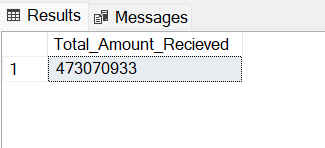 Results Messages
Total_Amount_Recieved
1 473070933